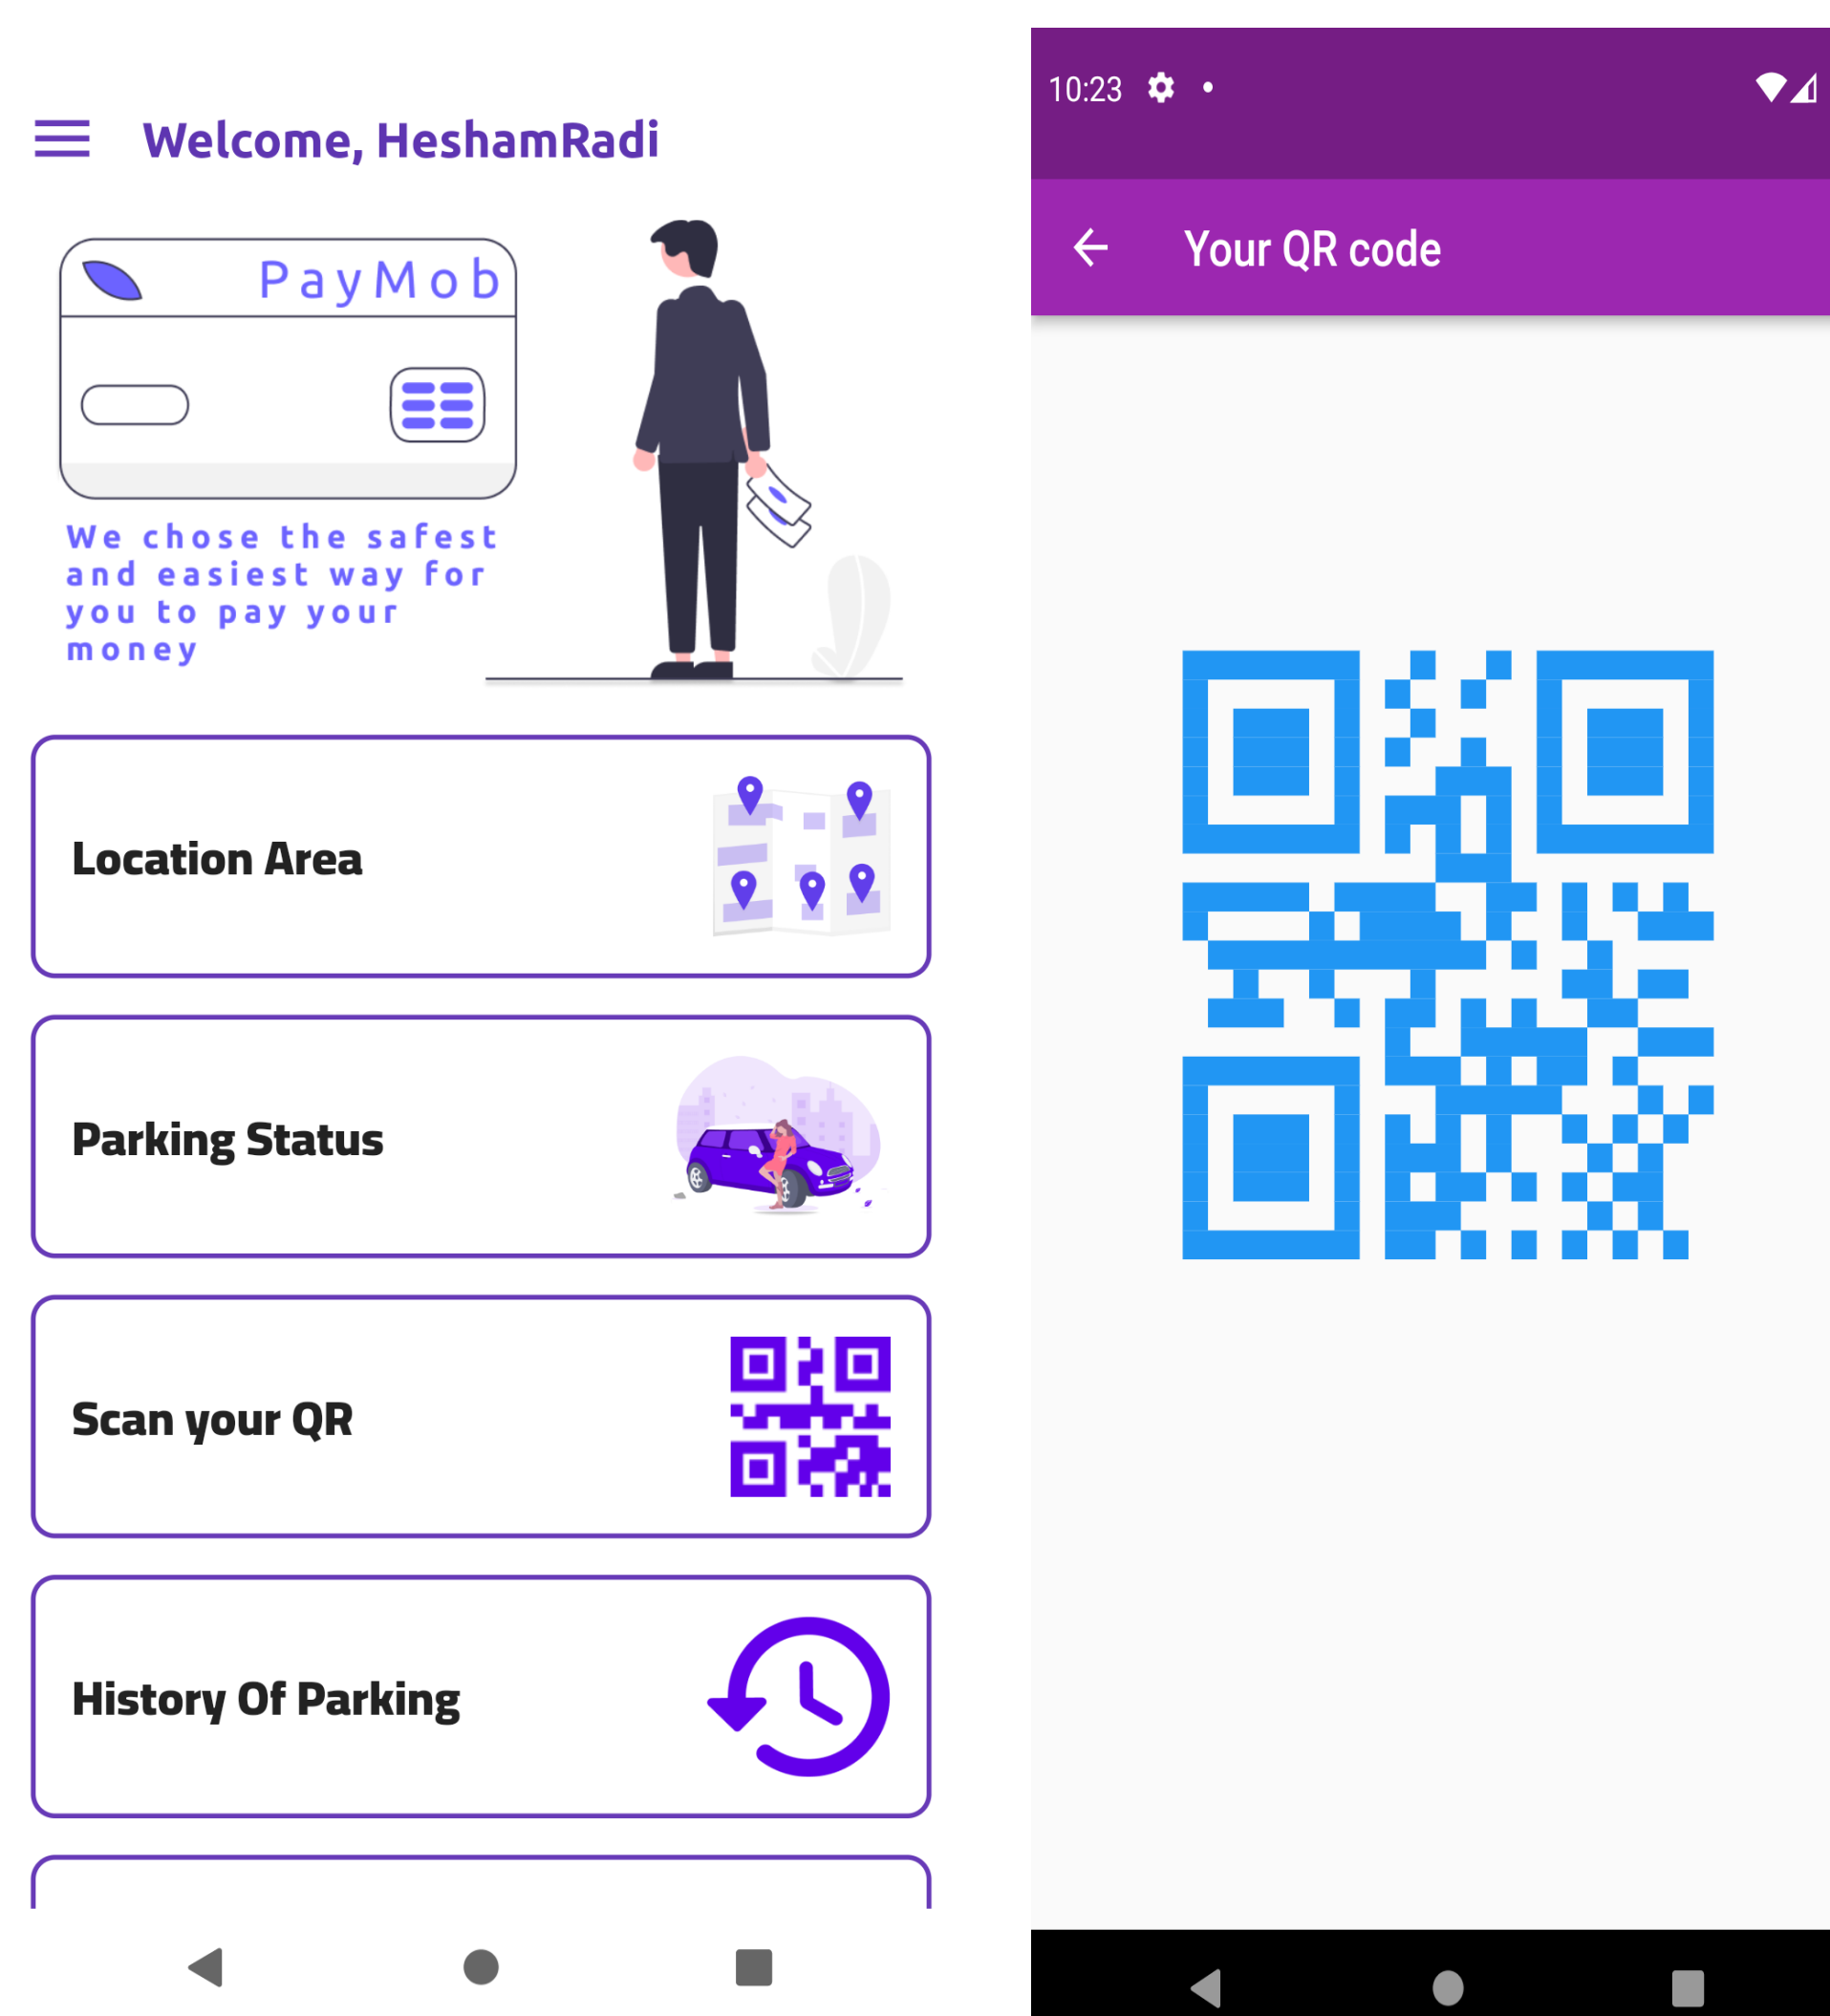 Welcome, HeshamRadi
PayMob
We chose the safest
and easiest way for
you to pay your
money
Location Area
Parking Status
Scan your QR
History Of Parking
10:23
Your QR code